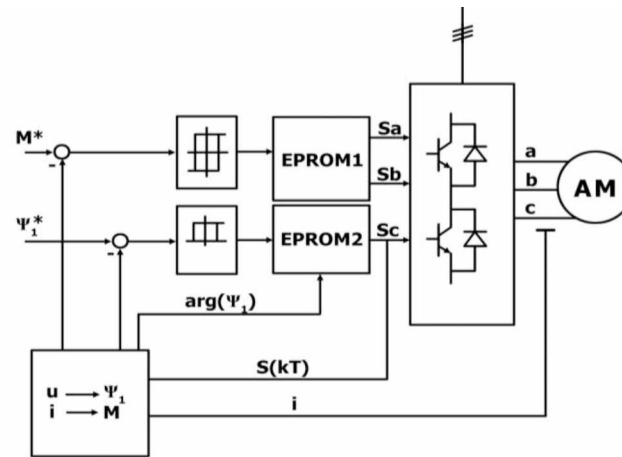 M*
Ψ₁*
-
-
EPROM1
EPROM2
Sa
Sb
Sc
a
b
c
AM
arg(Ψ₁)
S(kT)
i
u → Ψ₁
i → M